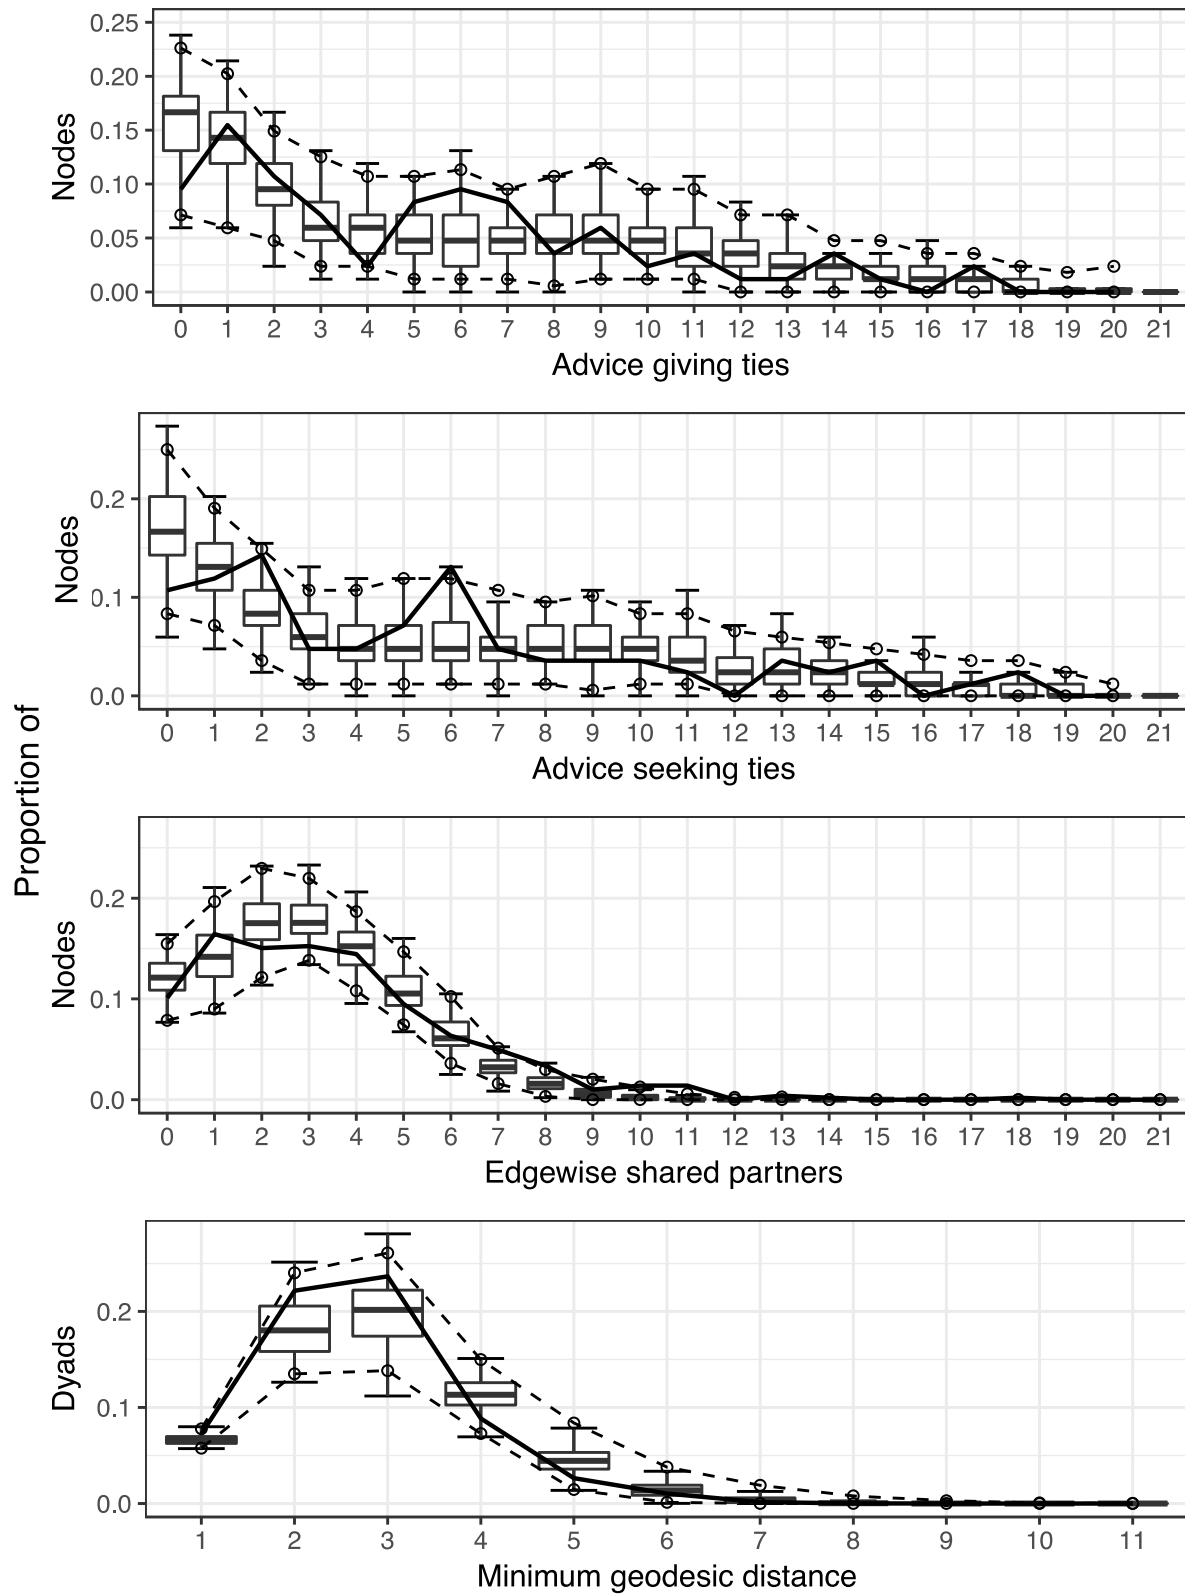 Proportion of
0.25
0.20
0.15
0.10
0.05
0.00
Nodes
0 1 2 3 4 5 6 7 8 9 10 11 12 13 14 15 16 17 18 19 20 21
Advice giving ties
0.2
0.1
0.0
Nodes
0 1 2 3 4 5 6 7 8 9 10 11 12 13 14 15 16 17 18 19 20 21
Advice seeking ties
0.2
0.1
0.0
Nodes
0 1 2 3 4 5 6 7 8 9 10 11 12 13 14 15 16 17 18 19 20 21
Edgewise shared partners
0.2
0.1
0.0
Dyads
1 2 3 4 5 6 7 8 9 10 11
Minimum geodesic distance